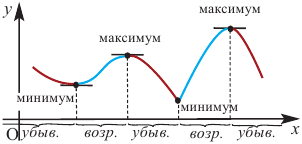 y
максимум
максимум
минимум
минимум
O
x
убыв. возр. убыв. возр. убыв.